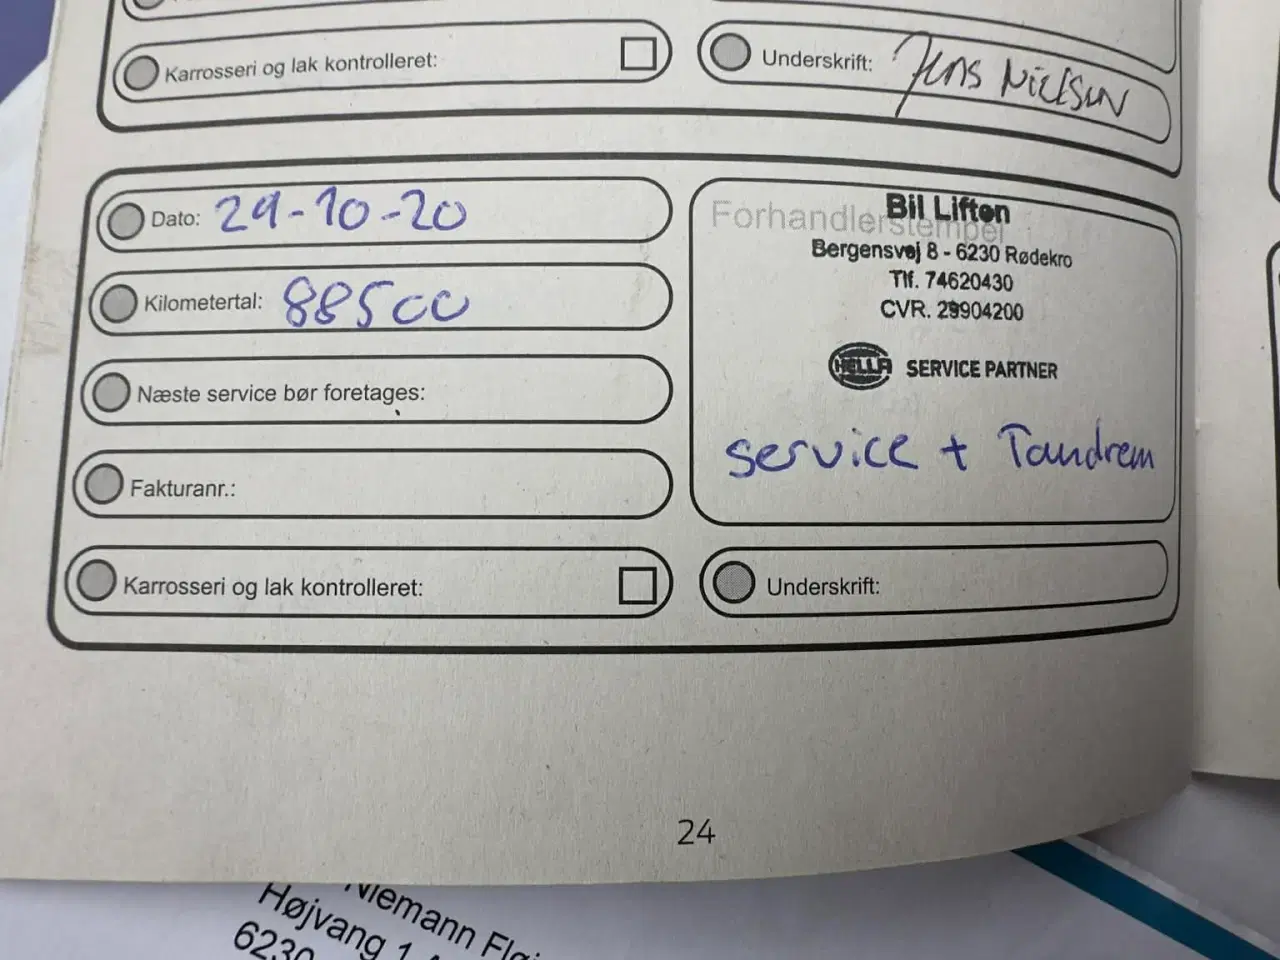 Karrosseri og lak kontrolleret:
Underskrift: Jens Nielsen
Dato: 29-10-20
Kilometertal: 88500
Næste service bør foretages:
Fakturanr.:
Karrosseri og lak kontrolleret:
Forhandlerstempel
Bil Liften
Bergensvej 8 - 6230 Rødekro
Tlf. 74620430
CVR. 29904200
HELLA SERVICE PARTNER
service + Tandrem
Underskrift:
24
Niemann
Højvang 1
6230